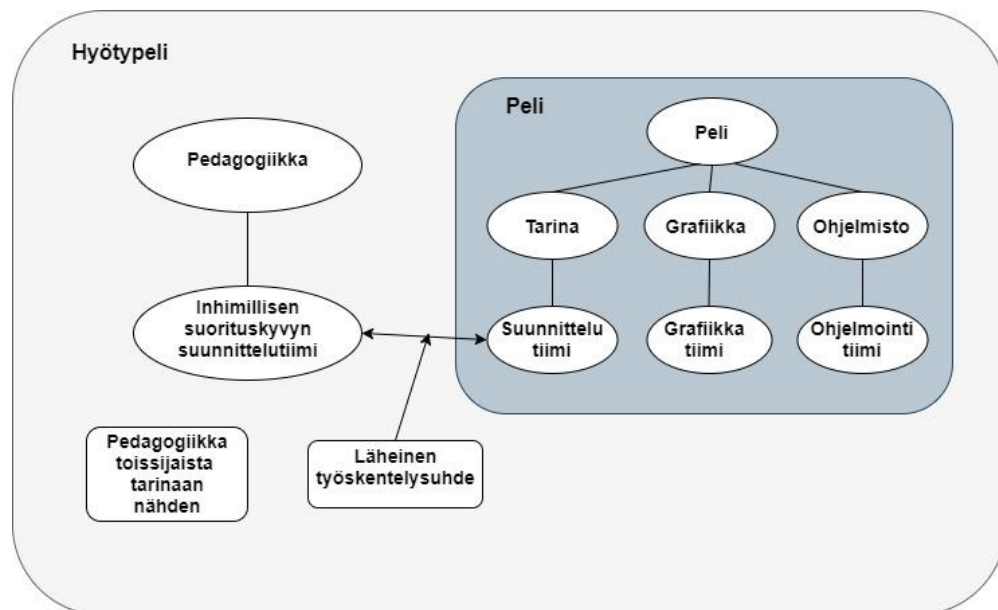 Hyötypeli
Peli
Peli
Pedagogiikka
Tarina
Grafiikka
Ohjelmisto
Inhimillisen
suorituskyvyn
suunnittelutiimi
Suunnittelu
tiimi
Grafiikka
tiimi
Ohjelmointi
tiimi
Pedagogiikka
toissijaista
tarinaan
nähden
Läheinen
työskentelysuhde